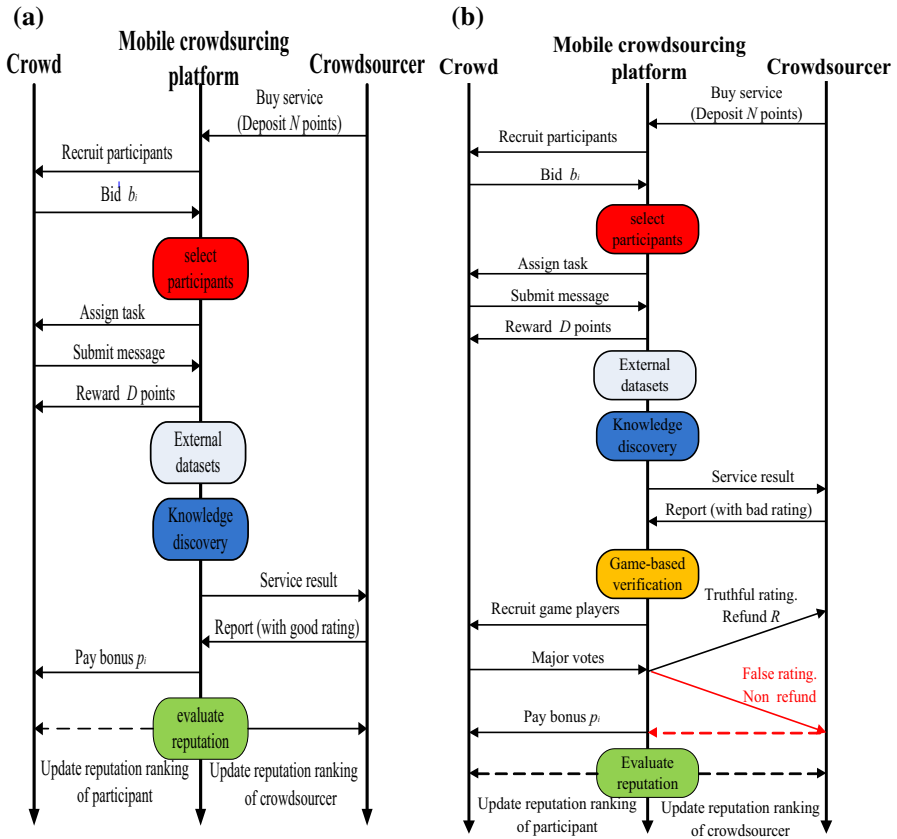 (a)
Mobile crowdsurcing
platform
Crowd
Crowdsourcer
Buy service
(Deposit N points)
Recruit participants
Bid bi
select
participants
Assign task
Submit message
Reward D points
External
datasets
Knowledge
discovery
Service result
Report (with good rating)
Pay bonus pi
evaluate
reputation
Update reputation ranking
of participant
Update reputation ranking
of crowdsourcer
(b)
Mobile crowdsourcing
platform
Crowd
Crowdsourcer
Buy service
(Deposit N points)
Recruit participants
Bid bi
select
participants
Assign task
Submit message
Reward D points
External
datasets
Knowledge
discovery
Service result
Report (with bad rating)
Game-based
verification
Truthful rating.
Refund R
Recruit game players
Major votes
False rating.
Non refund
Pay bonus pi
Evaluate
reputation
Update reputation ranking
of participant
Update reputation ranking
of crowdsourcer